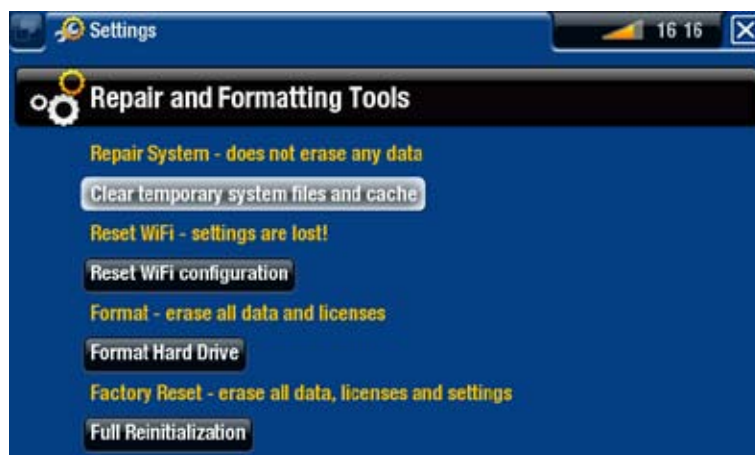 Settings
16 16
Repair and Formatting Tools
Repair System - does not erase any data
Clear temporary system files and cache
Reset WiFi - settings are lost!
Reset WiFi configuration
Format - erase all data and licenses
Format Hard Drive
Factory Reset - erase all data, licenses and settings
Full Reinitialization